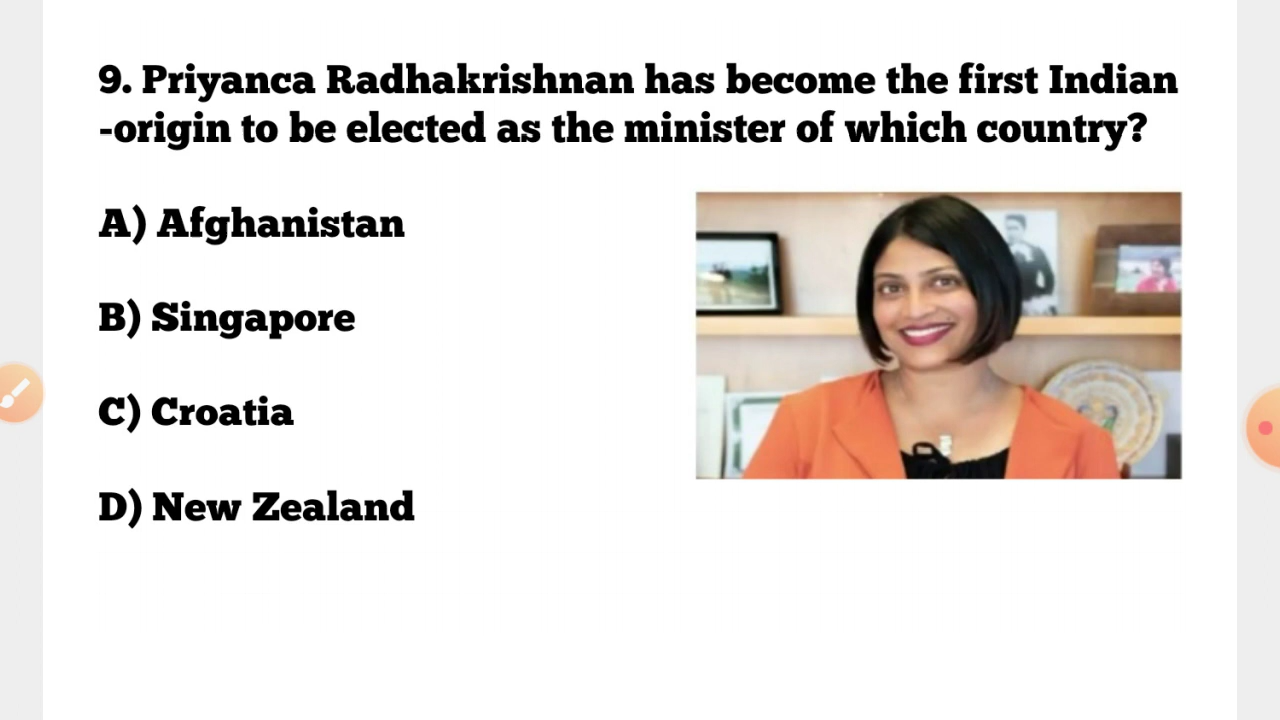 9. Priyanca Radhakrishnan has become the first Indian
-origin to be elected as the minister of which country?
A) Afghanistan
B) Singapore
C) Croatia
D) New Zealand